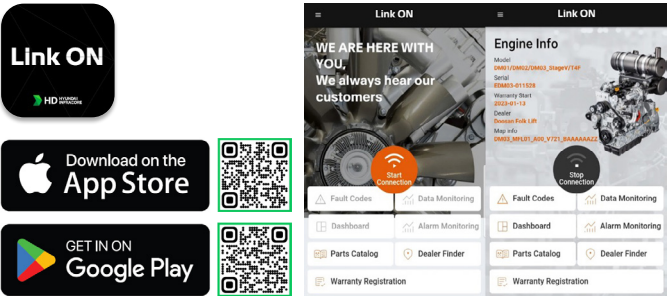 Link ON
HD HYUNDAI
INFRACORE
Download on the
App Store
GET IN ON
Google Play
Link ON
WE ARE HERE WITH
YOU,
We always hear our
customers
Start
Connection
Fault Codes
Data Monitoring
Dashboard
Alarm Monitoring
Parts Catalog
Dealer Finder
Warranty Registration
Link ON
Engine Info
Model
DM01/DM02/DM03_StageV/T4F
Serial
EDM03-011528
Warranty Start
2023-01-13
Dealer
Doosan Folk Lift
Map info
DM03_MFL01_A00_V721_BAAAAAAZZ
Stop
Connection
Fault Codes
Data Monitoring
Dashboard
Alarm Monitoring
Parts Catalog
Dealer Finder
Warranty Registration